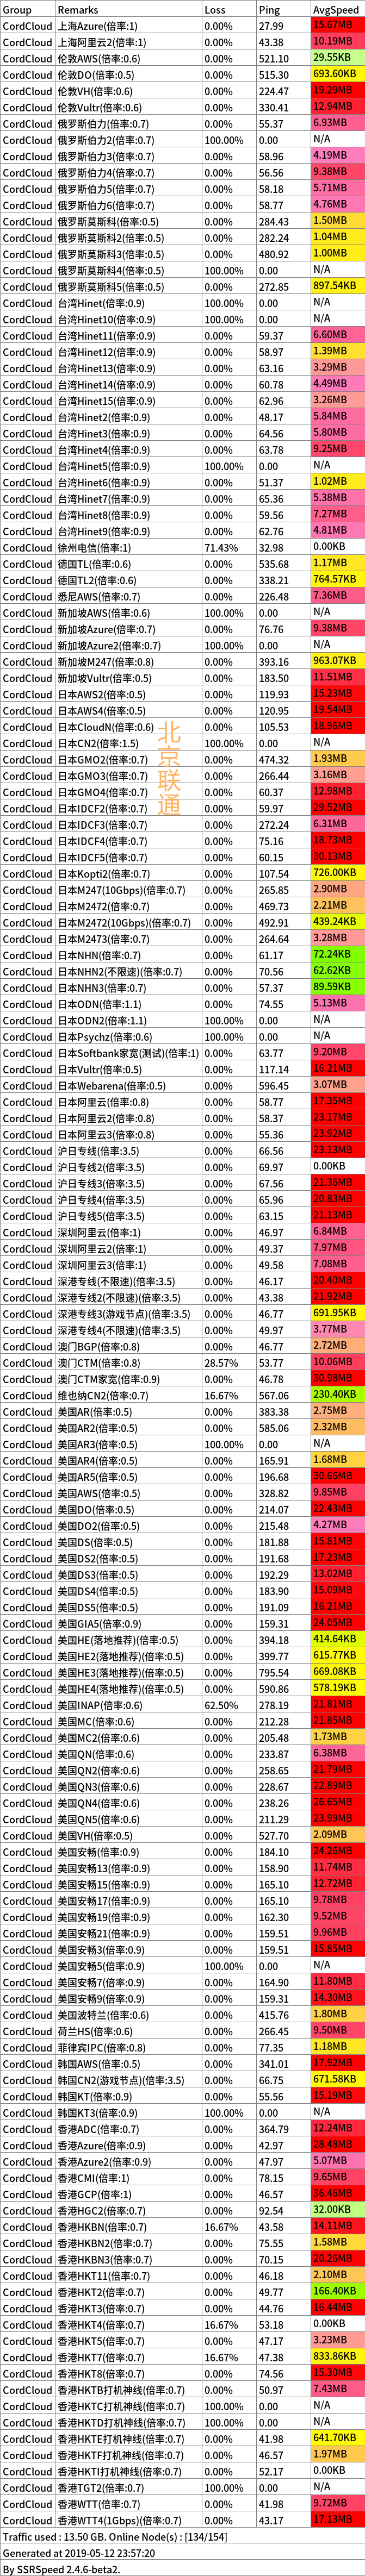 Group Remarks Loss Ping AvgSpeed
CordCloud 上海Azure(倍率:1) 0.00% 27.99 15.67MB
CordCloud 上海阿里云2(倍率:1) 0.00% 43.38 10.19MB
CordCloud 伦敦AWS(倍率:0.6) 0.00% 521.10 29.55KB
CordCloud 伦敦DO(倍率:0.5) 0.00% 515.30 693.60KB
CordCloud 伦敦VH(倍率:0.6) 0.00% 224.47 19.29MB
CordCloud 伦敦Vultr(倍率:0.6) 0.00% 330.41 12.94MB
CordCloud 俄罗斯伯力(倍率:0.7) 0.00% 55.37 6.93MB
CordCloud 俄罗斯伯力2(倍率:0.7) 100.00% 0.00 N/A
CordCloud 俄罗斯伯力3(倍率:0.7) 0.00% 58.96 4.19MB
CordCloud 俄罗斯伯力4(倍率:0.7) 0.00% 56.56 9.38MB
CordCloud 俄罗斯伯力5(倍率:0.7) 0.00% 58.18 5.71MB
CordCloud 俄罗斯伯力6(倍率:0.7) 0.00% 58.77 4.76MB
CordCloud 俄罗斯莫斯科(倍率:0.5) 0.00% 284.43 1.50MB
CordCloud 俄罗斯莫斯科2(倍率:0.5) 0.00% 282.24 1.04MB
CordCloud 俄罗斯莫斯科3(倍率:0.5) 0.00% 480.92 1.00MB
CordCloud 俄罗斯莫斯科4(倍率:0.5) 100.00% 0.00 N/A
CordCloud 俄罗斯莫斯科5(倍率:0.5) 0.00% 272.85 897.54KB
CordCloud 台湾Hinet(倍率:0.9) 100.00% 0.00 N/A
CordCloud 台湾Hinet10(倍率:0.9) 100.00% 0.00 N/A
CordCloud 台湾Hinet11(倍率:0.9) 0.00% 59.37 6.60MB
CordCloud 台湾Hinet12(倍率:0.9) 0.00% 58.97 1.39MB
CordCloud 台湾Hinet13(倍率:0.9) 0.00% 63.16 3.29MB
CordCloud 台湾Hinet14(倍率:0.9) 0.00% 60.78 4.49MB
CordCloud 台湾Hinet15(倍率:0.9) 0.00% 62.96 3.26MB
CordCloud 台湾Hinet2(倍率:0.9) 0.00% 48.17 5.84MB
CordCloud 台湾Hinet3(倍率:0.9) 0.00% 64.56 5.80MB
CordCloud 台湾Hinet4(倍率:0.9) 0.00% 63.78 9.25MB
CordCloud 台湾Hinet5(倍率:0.9) 100.00% 0.00 N/A
CordCloud 台湾Hinet6(倍率:0.9) 0.00% 51.37 1.02MB
CordCloud 台湾Hinet7(倍率:0.9) 0.00% 65.36 5.38MB
CordCloud 台湾Hinet8(倍率:0.9) 0.00% 59.56 7.27MB
CordCloud 台湾Hinet9(倍率:0.9) 0.00% 62.76 4.81MB
CordCloud 徐州电信(倍率:1) 71.43% 32.98 0.00KB
CordCloud 德国TL(倍率:0.6) 0.00% 535.68 1.17MB
CordCloud 德国TL2(倍率:0.6) 0.00% 338.21 764.57KB
CordCloud 悉尼AWS(倍率:0.7) 0.00% 226.48 7.36MB
CordCloud 新加坡AWS(倍率:0.6) 100.00% 0.00 N/A
CordCloud 新加坡Azure(倍率:0.7) 0.00% 76.76 9.38MB
CordCloud 新加坡Azure2(倍率:0.7) 100.00% 0.00 N/A
CordCloud 新加坡M247(倍率:0.8) 0.00% 393.16 963.07KB
CordCloud 新加坡Vultr(倍率:0.5) 0.00% 183.50 11.51MB
CordCloud 日本AWS2(倍率:0.5) 0.00% 119.93 15.23MB
CordCloud 日本AWS4(倍率:0.5) 0.00% 120.95 19.54MB
CordCloud 日本CloudN(倍率:0.6) 0.00% 105.53 18.96MB
CordCloud 日本CN2(倍率:1.5) 100.00% 0.00 N/A
CordCloud 日本GMO2(倍率:0.7) 0.00% 474.32 1.93MB
CordCloud 日本GMO3(倍率:0.7) 0.00% 266.44 3.16MB
CordCloud 日本GMO4(倍率:0.7) 0.00% 60.37 12.98MB
CordCloud 日本IDCF2(倍率:0.7) 0.00% 59.97 29.52MB
北京联通
CordCloud 日本IDCF3(倍率:0.7) 0.00% 272.24 6.31MB
CordCloud 日本IDCF4(倍率:0.7) 0.00% 75.16 18.73MB
CordCloud 日本IDCF5(倍率:0.7) 0.00% 60.15 30.13MB
CordCloud 日本Kopti2(倍率:0.7) 0.00% 107.54 726.00KB
CordCloud 日本M247(10Gbps)(倍率:0.7) 0.00% 265.85 2.90MB
CordCloud 日本M2472(倍率:0.7) 0.00% 469.73 2.21MB
CordCloud 日本M2472(10Gbps)(倍率:0.7) 0.00% 492.91 439.24KB
CordCloud 日本M2473(倍率:0.7) 0.00% 264.64 3.28MB
CordCloud 日本NHN(倍率:0.7) 0.00% 61.17 72.24KB
CordCloud 日本NHN2(不限速)(倍率:0.7) 0.00% 70.56 62.62KB
CordCloud 日本NHN3(倍率:0.7) 0.00% 57.37 89.59KB
CordCloud 日本ODN(倍率:1.1) 0.00% 74.55 5.13MB
CordCloud 日本ODN2(倍率:1.1) 100.00% 0.00 N/A
CordCloud 日本Psychz(倍率:0.6) 100.00% 0.00 N/A
CordCloud 日本Softbank家宽(测试)(倍率:1) 0.00% 63.77 9.20MB
CordCloud 日本Vultr(倍率:0.5) 0.00% 117.14 16.21MB
CordCloud 日本Webarena(倍率:0.5) 0.00% 596.45 3.07MB
CordCloud 日本阿里云(倍率:0.8) 0.00% 58.77 17.35MB
CordCloud 日本阿里云2(倍率:0.8) 0.00% 58.37 23.17MB
CordCloud 日本阿里云3(倍率:0.8) 0.00% 55.36 23.92MB
CordCloud 沪日专线(倍率:3.5) 0.00% 66.56 23.13MB
CordCloud 沪日专线2(倍率:3.5) 0.00% 69.97 0.00KB
CordCloud 沪日专线3(倍率:3.5) 0.00% 67.56 21.36MB
CordCloud 沪日专线4(倍率:3.5) 0.00% 65.96 20.83MB
CordCloud 沪日专线5(倍率:3.5) 0.00% 63.15 21.13MB
CordCloud 深圳阿里云(倍率:1) 0.00% 46.97 6.84MB
CordCloud 深圳阿里云2(倍率:1) 0.00% 49.37 7.97MB
CordCloud 深圳阿里云3(倍率:1) 0.00% 49.58 7.08MB
CordCloud 深港专线(不限速)(倍率:3.5) 0.00% 46.17 20.40MB
CordCloud 深港专线2(不限速)(倍率:3.5) 0.00% 43.38 21.92MB
CordCloud 深港专线3(游戏节点)(倍率:3.5) 0.00% 46.77 691.95KB
CordCloud 深港专线4(不限速)(倍率:3.5) 0.00% 49.97 3.77MB
CordCloud 澳门BGP(倍率:0.8) 0.00% 46.77 2.72MB
CordCloud 澳门CTM(倍率:0.8) 28.57% 53.77 10.06MB
CordCloud 澳门CTM家宽(倍率:0.9) 0.00% 46.78 30.98MB
CordCloud 维也纳CN2(倍率:0.7) 16.67% 567.06 230.40KB
CordCloud 美国AR(倍率:0.5) 0.00% 383.38 2.75MB
CordCloud 美国AR2(倍率:0.5) 0.00% 585.06 2.32MB
CordCloud 美国AR3(倍率:0.5) 100.00% 0.00 N/A
CordCloud 美国AR4(倍率:0.5) 0.00% 165.91 1.68MB
CordCloud 美国AR5(倍率:0.5) 0.00% 196.68 30.66MB
CordCloud 美国AWS(倍率:0.5) 0.00% 328.82 9.85MB
CordCloud 美国DO(倍率:0.5) 0.00% 214.07 22.43MB
CordCloud 美国DO2(倍率:0.5) 0.00% 215.48 4.27MB
CordCloud 美国DS(倍率:0.5) 0.00% 181.88 15.81MB
CordCloud 美国DS2(倍率:0.5) 0.00% 191.68 17.23MB
CordCloud 美国DS3(倍率:0.5) 0.00% 192.29 13.02MB
CordCloud 美国DS4(倍率:0.5) 0.00% 183.90 15.09MB
CordCloud 美国DS5(倍率:0.5) 0.00% 191.09 16.21MB
CordCloud 美国GIA5(倍率:0.9) 0.00% 159.31 24.05MB
CordCloud 美国HE(落地推荐)(倍率:0.5) 0.00% 394.18 414.64KB
CordCloud 美国HE2(落地推荐)(倍率:0.5) 0.00% 399.77 615.77KB
CordCloud 美国HE3(落地推荐)(倍率:0.5) 0.00% 795.54 669.08KB
CordCloud 美国HE4(落地推荐)(倍率:0.5) 0.00% 590.86 578.19KB
CordCloud 美国INAP(倍率:0.6) 62.50% 278.19 21.81MB
CordCloud 美国MC(倍率:0.6) 0.00% 212.28 21.85MB
CordCloud 美国MC2(倍率:0.6) 0.00% 205.48 1.73MB
CordCloud 美国QN(倍率:0.6) 0.00% 233.87 6.38MB
CordCloud 美国QN2(倍率:0.6) 0.00% 258.65 21.79MB
CordCloud 美国QN3(倍率:0.6) 0.00% 228.67 22.89MB
CordCloud 美国QN4(倍率:0.6) 0.00% 238.26 26.65MB
CordCloud 美国QN5(倍率:0.6) 0.00% 211.29 23.99MB
CordCloud 美国VH(倍率:0.5) 0.00% 527.70 2.09MB
CordCloud 美国安畅(倍率:0.9) 0.00% 184.10 24.26MB
CordCloud 美国安畅13(倍率:0.9) 0.00% 158.90 11.74MB
CordCloud 美国安畅15(倍率:0.9) 0.00% 165.10 12.72MB
CordCloud 美国安畅17(倍率:0.9) 0.00% 165.10 9.78MB
CordCloud 美国安畅19(倍率:0.9) 0.00% 162.30 9.52MB
CordCloud 美国安畅21(倍率:0.9) 0.00% 159.51 9.96MB
CordCloud 美国安畅3(倍率:0.9) 0.00% 159.51 15.85MB
CordCloud 美国安畅5(倍率:0.9) 100.00% 0.00 N/A
CordCloud 美国安畅7(倍率:0.9) 0.00% 164.90 11.80MB
CordCloud 美国安畅9(倍率:0.9) 0.00% 159.31 14.30MB
CordCloud 美国波特兰(倍率:0.6) 0.00% 415.76 1.80MB
CordCloud 荷兰HS(倍率:0.6) 0.00% 266.45 9.50MB
CordCloud 菲律宾IPC(倍率:0.8) 0.00% 77.35 1.18MB
CordCloud 韩国AWS(倍率:0.5) 0.00% 341.01 17.92MB
CordCloud 韩国CN2(游戏节点)(倍率:3.5) 0.00% 66.75 671.58KB
CordCloud 韩国KT(倍率:0.9) 0.00% 55.56 15.19MB
CordCloud 韩国KT3(倍率:0.9) 100.00% 0.00 N/A
CordCloud 香港ADC(倍率:0.7) 0.00% 364.79 12.24MB
CordCloud 香港Azure(倍率:0.9) 0.00% 42.97 28.48MB
CordCloud 香港Azure2(倍率:0.9) 0.00% 47.97 5.07MB
CordCloud 香港CMI(倍率:1) 0.00% 78.15 9.65MB
CordCloud 香港GCP(倍率:1) 0.00% 46.57 36.46MB
CordCloud 香港HGC2(倍率:0.7) 0.00% 92.54 32.00KB
CordCloud 香港HKBN(倍率:0.7) 16.67% 43.58 14.11MB
CordCloud 香港HKBN2(倍率:0.7) 0.00% 75.55 1.58MB
CordCloud 香港HKBN3(倍率:0.7) 0.00% 70.15 20.26MB
CordCloud 香港HKT11(倍率:0.7) 0.00% 46.18 2.10MB
CordCloud 香港HKT2(倍率:0.7) 0.00% 49.77 166.40KB
CordCloud 香港HKT3(倍率:0.7) 0.00% 44.76 16.44MB
CordCloud 香港HKT4(倍率:0.7) 16.67% 53.18 0.00KB
CordCloud 香港HKT5(倍率:0.7) 0.00% 47.17 3.23MB
CordCloud 香港HKT7(倍率:0.7) 16.67% 47.38 833.86KB
CordCloud 香港HKT8(倍率:0.7) 0.00% 74.56 15.30MB
CordCloud 香港HKTB打机神线(倍率:0.7) 0.00% 50.97 7.43MB
CordCloud 香港HKTC打机神线(倍率:0.7) 100.00% 0.00 N/A
CordCloud 香港HKTD打机神线(倍率:0.7) 100.00% 0.00 N/A
CordCloud 香港HKTE打机神线(倍率:0.7) 0.00% 41.98 641.70KB
CordCloud 香港HKTF打机神线(倍率:0.7) 0.00% 46.57 1.97MB
CordCloud 香港HKTI打机神线(倍率:0.7) 0.00% 52.17 0.00KB
CordCloud 香港TGT2(倍率:0.7) 100.00% 0.00 N/A
CordCloud 香港WTT(倍率:0.7) 0.00% 41.98 9.72MB
CordCloud 香港WTT4(1Gbps)(倍率:0.7) 0.00% 43.17 17.13MB
Traffic used : 13.50 GB. Online Node(s) : [134/154]
Generated at 2019-05-12 23:57:20
By SSRSpeed 2.4.6-beta2.